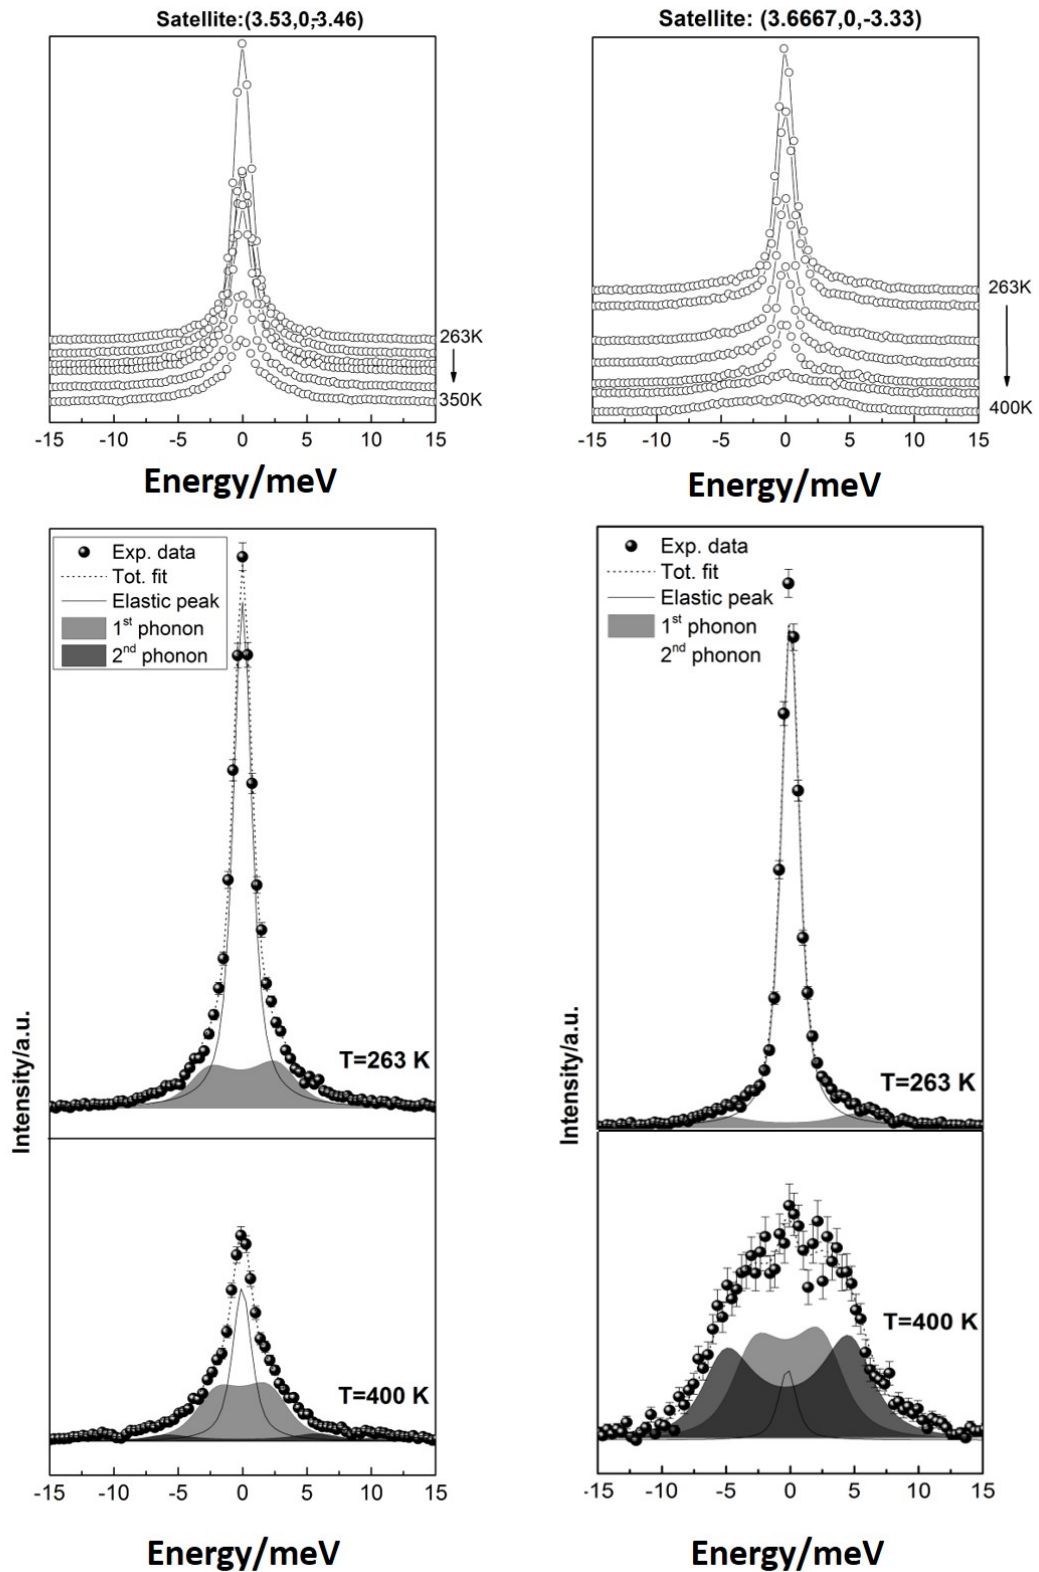 Satellite:(3.53,0,-3.46)
263K
350K
-15 -10 -5 0 5 10 15
Energy/meV
Satellite: (3.6667,0,-3.33)
263K
400K
-15 -10 -5 0 5 10 15
Energy/meV
Intensity/a.u.
Exp. data
Tot. fit
Elastic peak
1st phonon
2nd phonon
T=263 K
T=400 K
-15 -10 -5 0 5 10 15
Energy/meV
Intensity/a.u.
Exp. data
Tot. fit
Elastic peak
1st phonon
2nd phonon
T=263 K
T=400 K
-15 -10 -5 0 5 10 15
Energy/meV